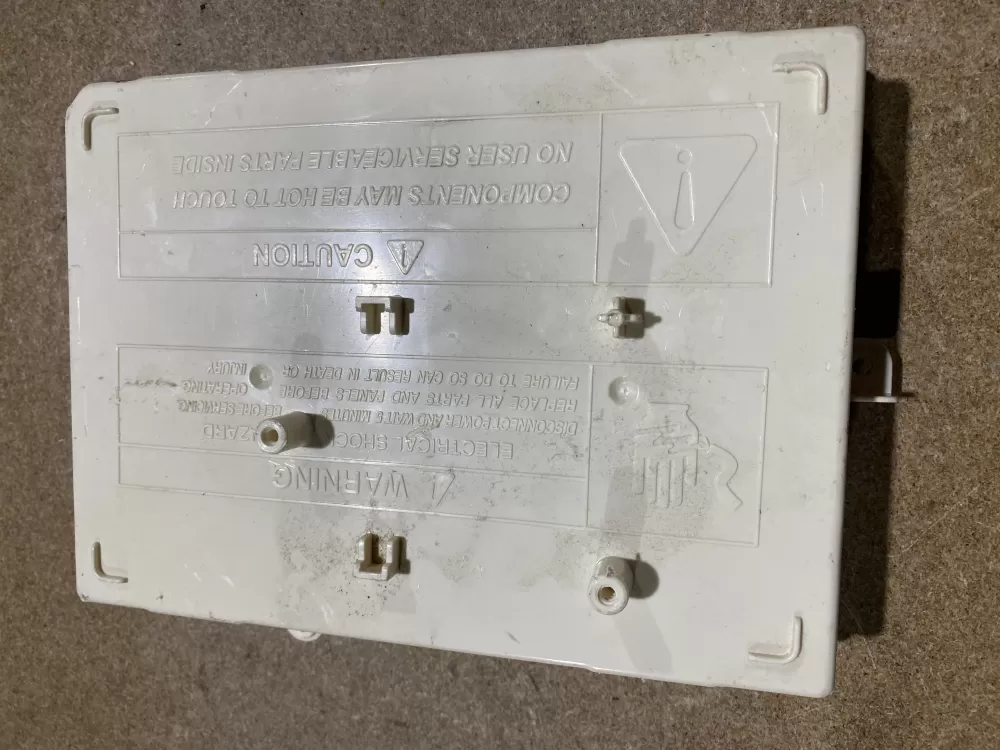 WARNING
ELECTRICAL SHOCK HAZARD
DISCONNECT POWER AND WAIT 5 MINUTES BEFORE SERVICING.
REPLACE ALL PARTS AND PANELS BEFORE OPERATING
FAILURE TO DO SO CAN RESULT IN DEATH OR INJURY
CAUTION
COMPONENTS MAY BE HOT TO TOUCH
NO USER SERVICEABLE PARTS INSIDE